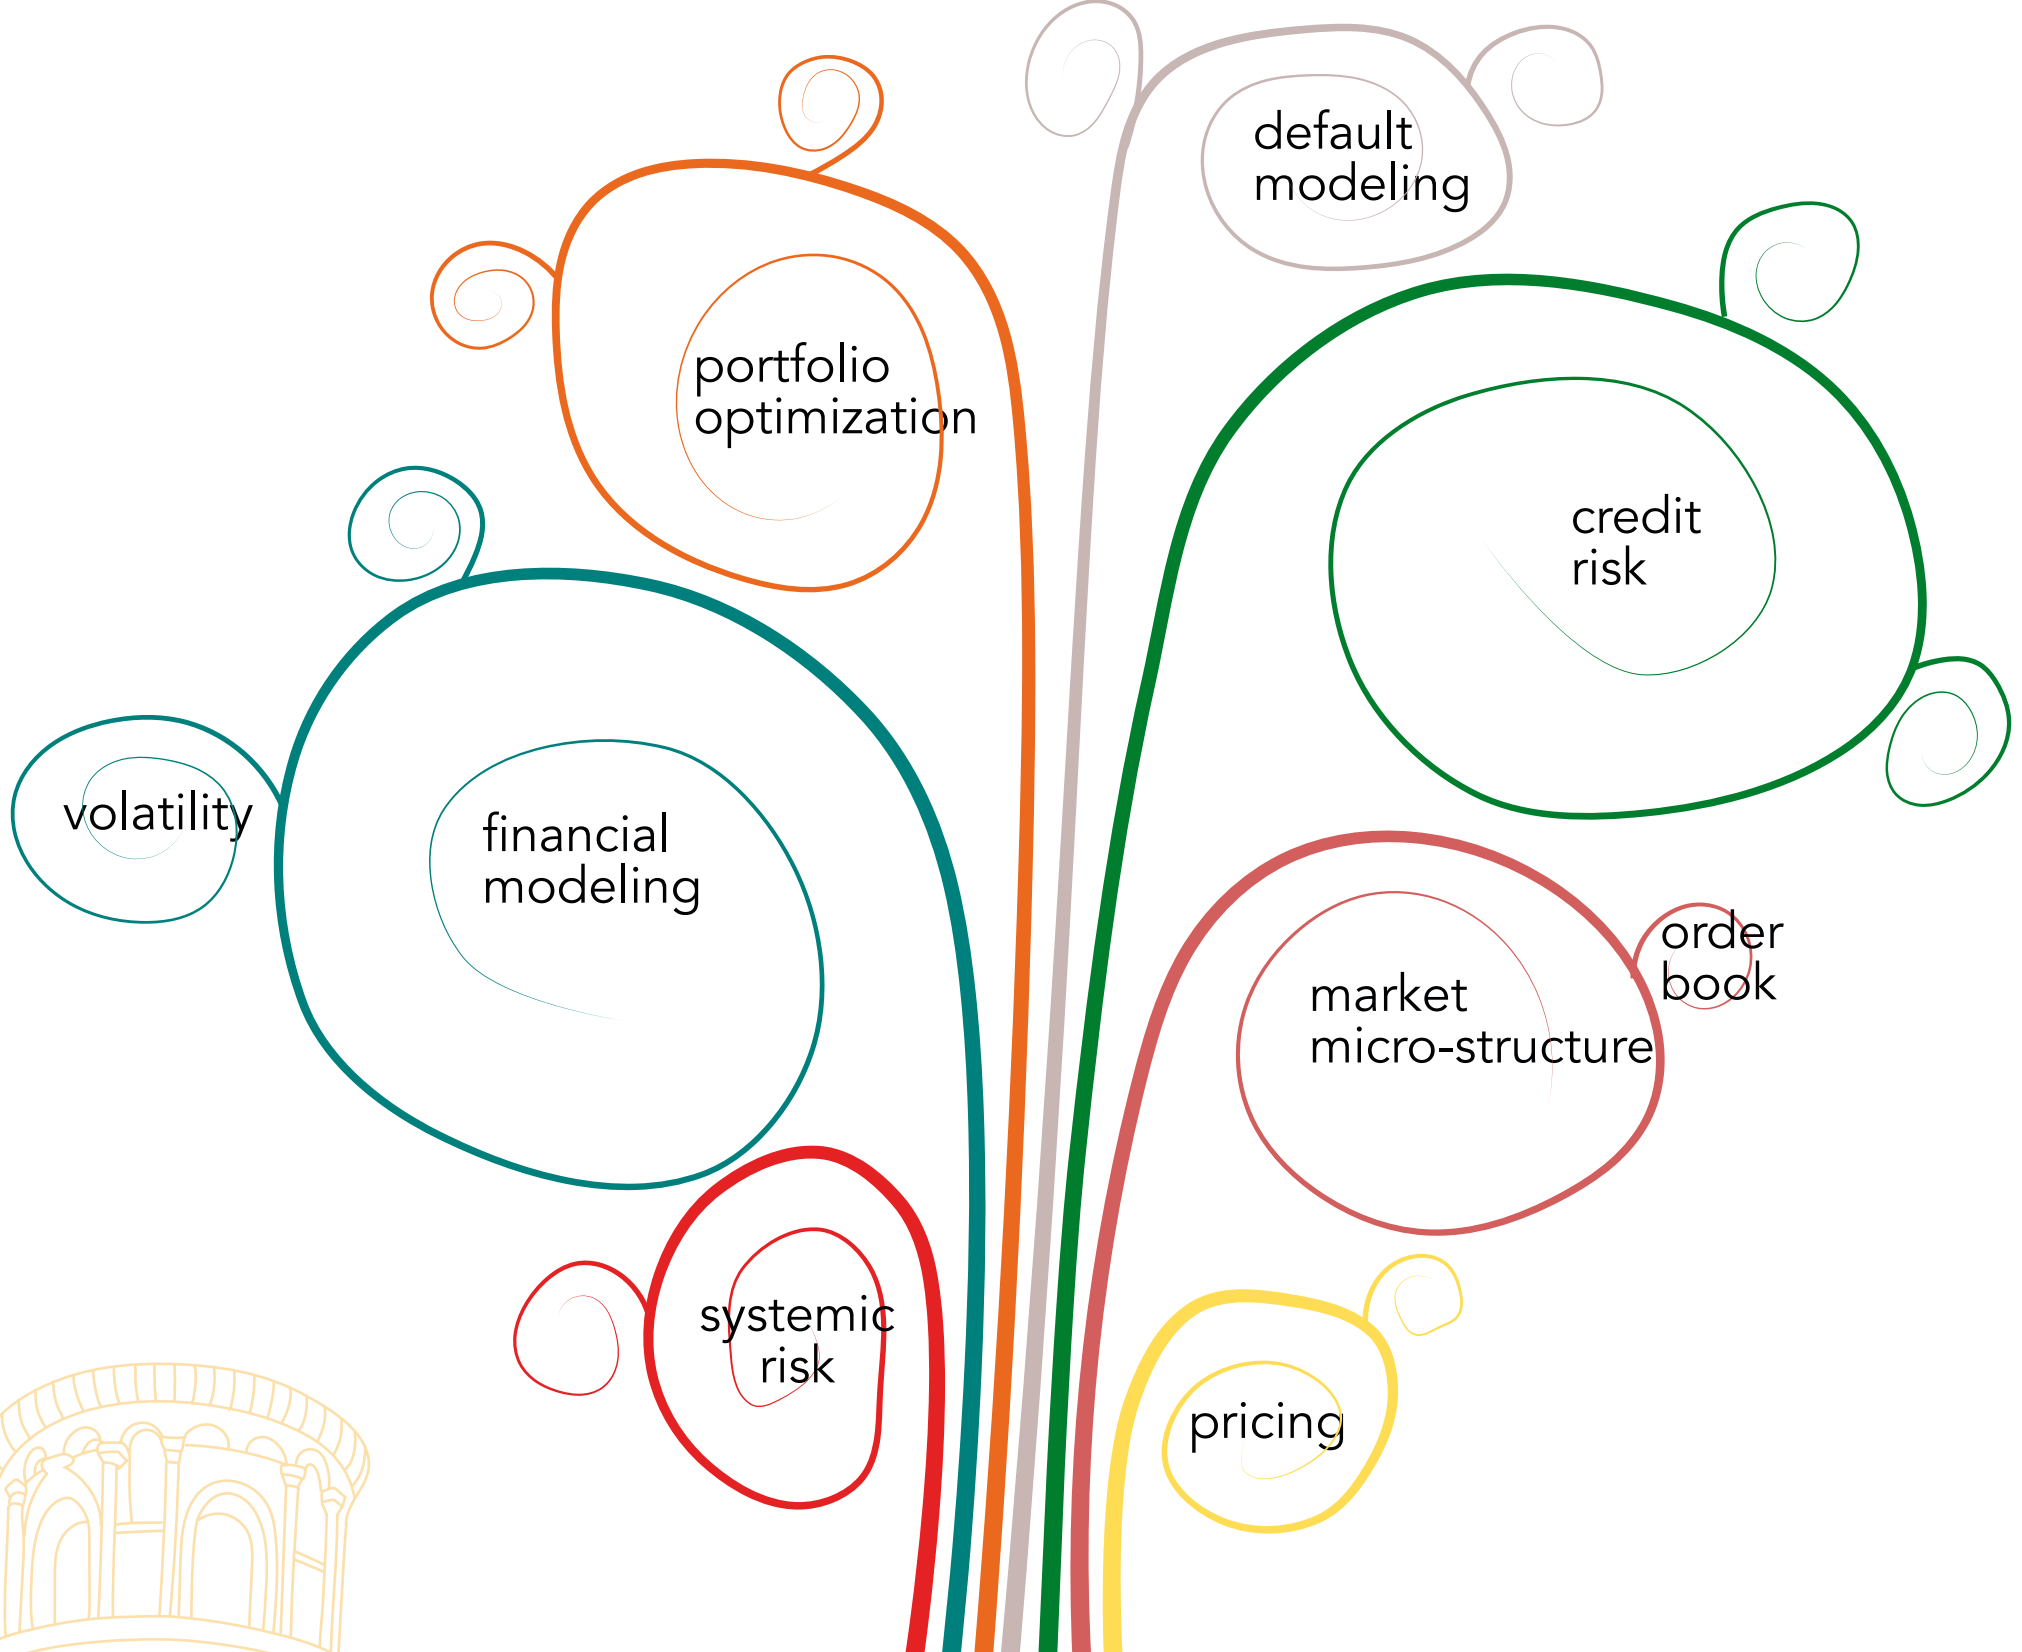 default
modeling
portfolio
optimization
credit
risk
volatility
financial
modeling
order
book
market
micro-structure
systemic
risk
pricing